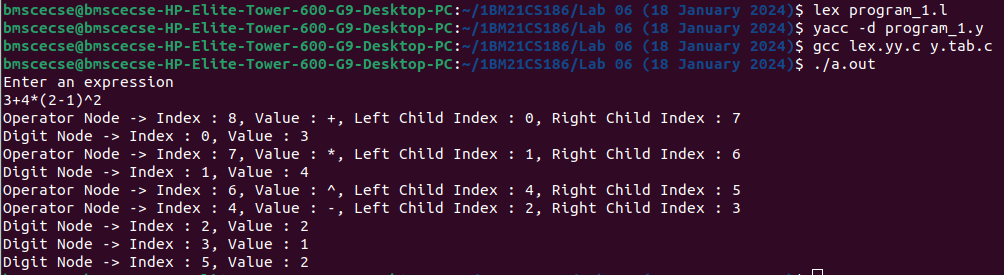 bmscecse@bmscecse-HP-Elite-Tower-600-G9-Desktop-PC:~/1BM21CS186/Lab 06 (18 January 2024)$ lex program_1.l
bmscecse@bmscecse-HP-Elite-Tower-600-G9-Desktop-PC:~/1BM21CS186/Lab 06 (18 January 2024)$ yacc -d program_1.y
bmscecse@bmscecse-HP-Elite-Tower-600-G9-Desktop-PC:~/1BM21CS186/Lab 06 (18 January 2024)$ gcc lex.yy.c y.tab.c
bmscecse@bmscecse-HP-Elite-Tower-600-G9-Desktop-PC:~/1BM21CS186/Lab 06 (18 January 2024)$ ./a.out
Enter an expression
3+4*(2-1)^2
Operator Node -> Index : 8, Value : +, Left Child Index : 0, Right Child Index : 7
Digit Node -> Index : 0, Value : 3
Operator Node -> Index : 7, Value : *, Left Child Index : 1, Right Child Index : 6
Digit Node -> Index : 1, Value : 4
Operator Node -> Index : 6, Value : ^, Left Child Index : 4, Right Child Index : 5
Operator Node -> Index : 4, Value : -, Left Child Index : 2, Right Child Index : 3
Digit Node -> Index : 2, Value : 2
Digit Node -> Index : 3, Value : 1
Digit Node -> Index : 5, Value : 2